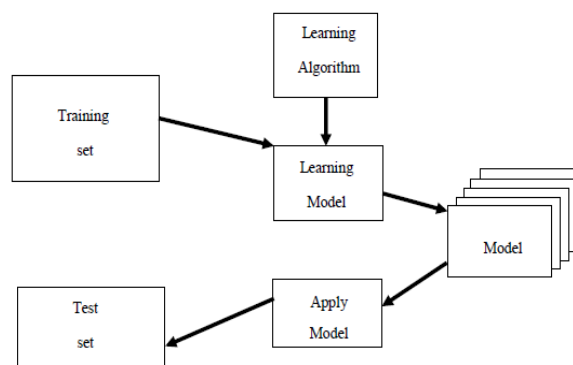 Learning
Algorithm
Training
set
Learning
Model
Model
Apply
Model
Test
set